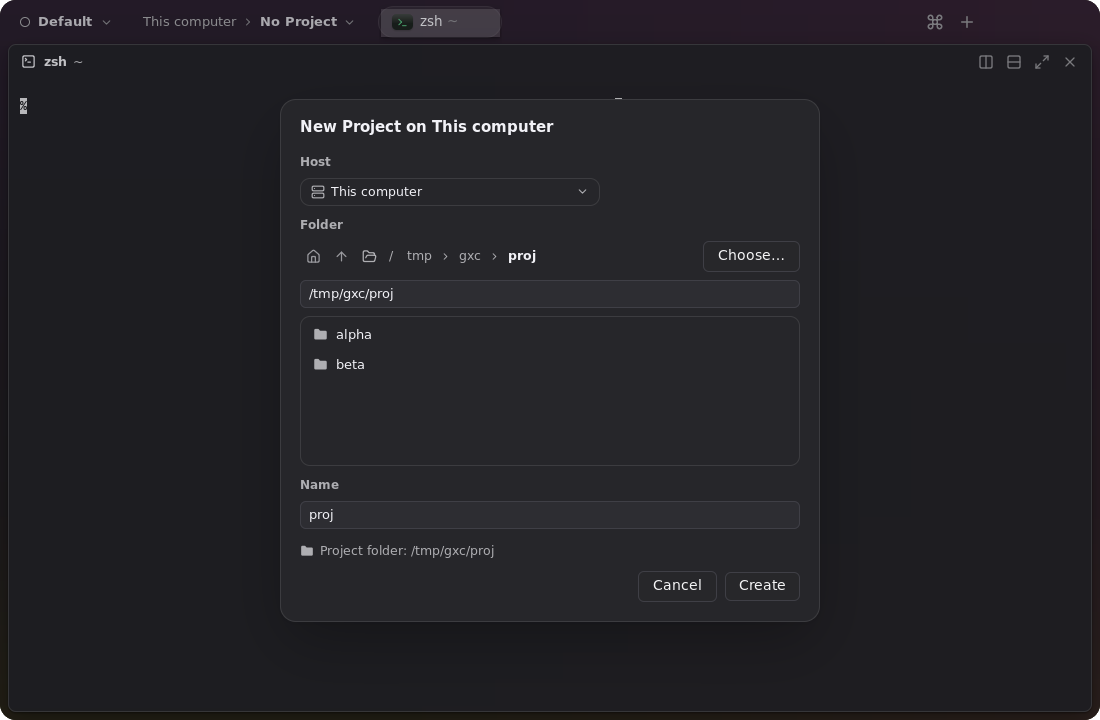 Default This computer › No Project zsh ~
zsh ~
%
New Project on This computer
Host
This computer
Folder
/ tmp › gxc › proj Choose...
/tmp/gxc/proj
alpha
beta
Name
proj
Project folder: /tmp/gxc/proj
Cancel Create